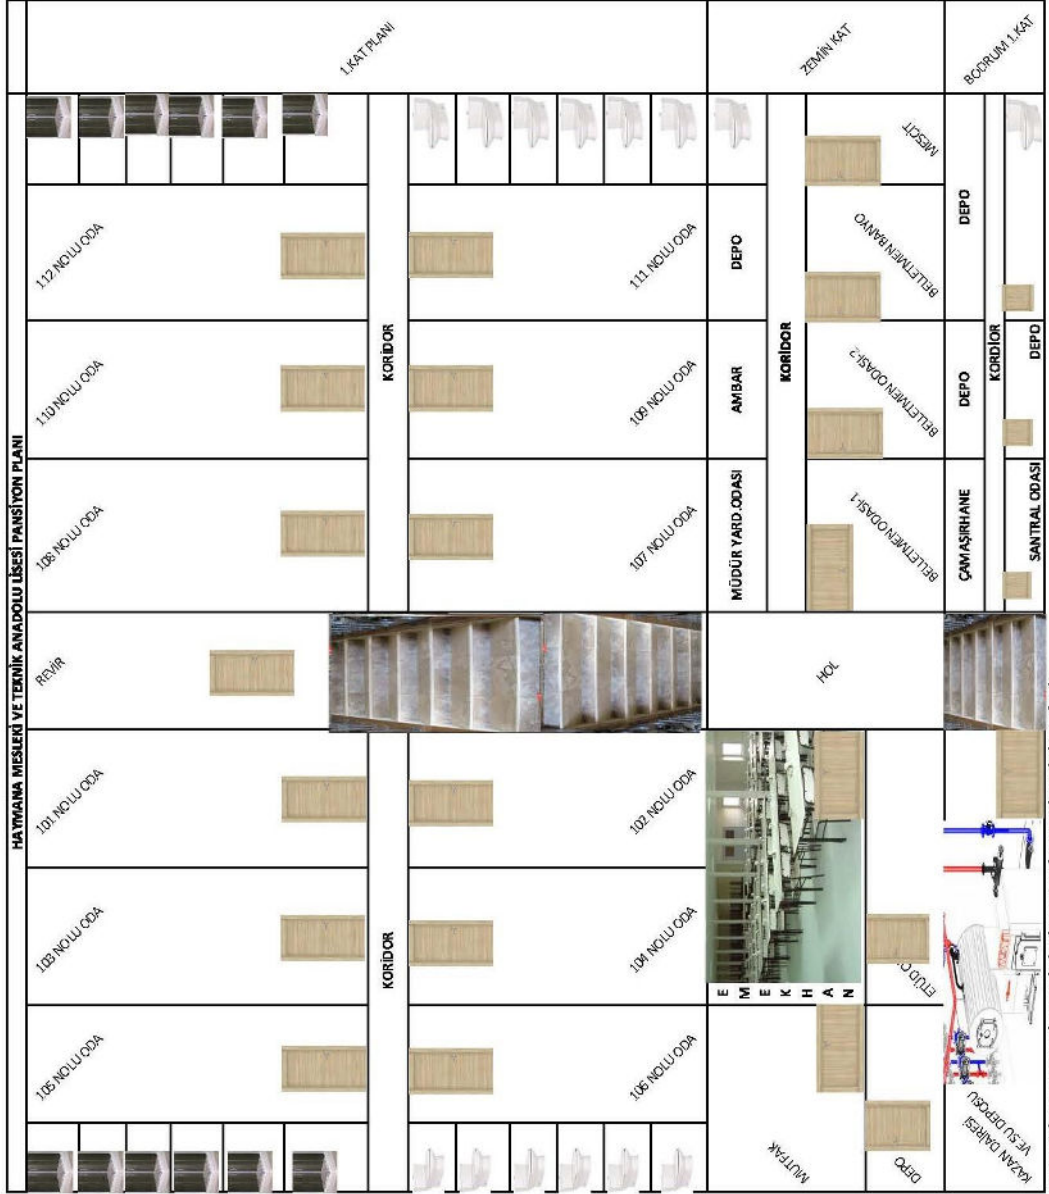 HAYMANA MESLEKİ VE TEKNİK ANADOLU LİSESİ PANSİYON PLANI
1.KAT PLANI
105 NOLU ODA
103 NOLU ODA
101 NOLU ODA
REVİR
108 NOLU ODA
110 NOLU ODA
112 NOLU ODA
KORİDOR
KORİDOR
106 NOLU ODA
104 NOLU ODA
102 NOLU ODA
107 NOLU ODA
109 NOLU ODA
111 NOLU ODA
ZEMİN KAT
MUTFAK
E
M
E
K
H
A
N
HOL
MÜDÜR YARD.ODASI
AMBAR
DEPO
KORİDOR
DEPO
BELLETMEN ODASI-1
BELLETMEN ODASI-2
BELLETMEN BANYO
MESCİT
BODRUM 1.KAT
KAZAN DAİRESİ
VE SU DEPOSU
ÇAMAŞIRHANE
DEPO
DEPO
KORDİOR
SANTRAL ODASI
DEPO